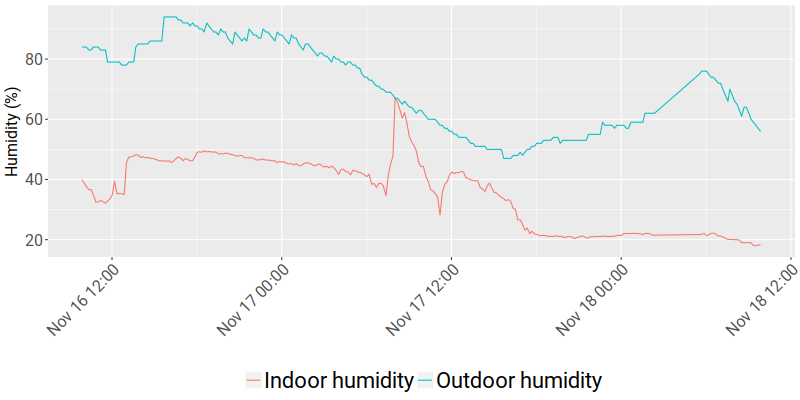 Humidity (%)
80
60
40
20
Nov 16 12:00
Nov 17 00:00
Nov 17 12:00
Nov 18 00:00
Nov 18 12:00
Indoor humidity
Outdoor humidity